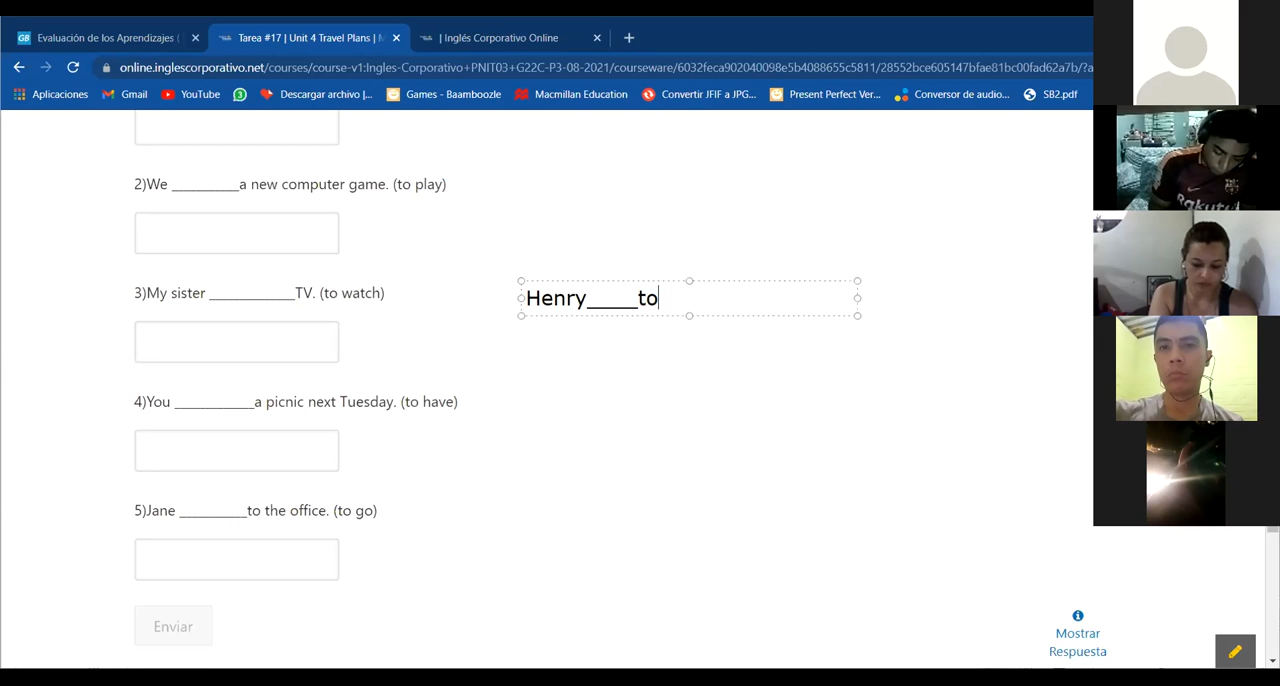 Evaluación de los Aprendizajes (
Tarea #17 | Unit 4 Travel Plans |
| Inglés Corporativo Online
online.inglescorporativo.net/courses/course-v1:Ingles-Corporativo+PNIT03+G22C-P3-08-2021/courseware/6032feca902040098e5b4088655c5811/28552bce605147bfae81bc00fad62a7b/?a
Aplicaciones
Gmail
YouTube
Descargar archivo |...
Games - Baamboozle
Macmillan Education
Convertir JFIF a JPG...
Present Perfect Ver...
Conversor de audio...
SB2.pdf
2)We __________a new computer game. (to play)
3)My sister _____________TV. (to watch)
Henry_____to
4)You ____________a picnic next Tuesday. (to have)
5)Jane __________to the office. (to go)
Enviar
Mostrar
Respuesta